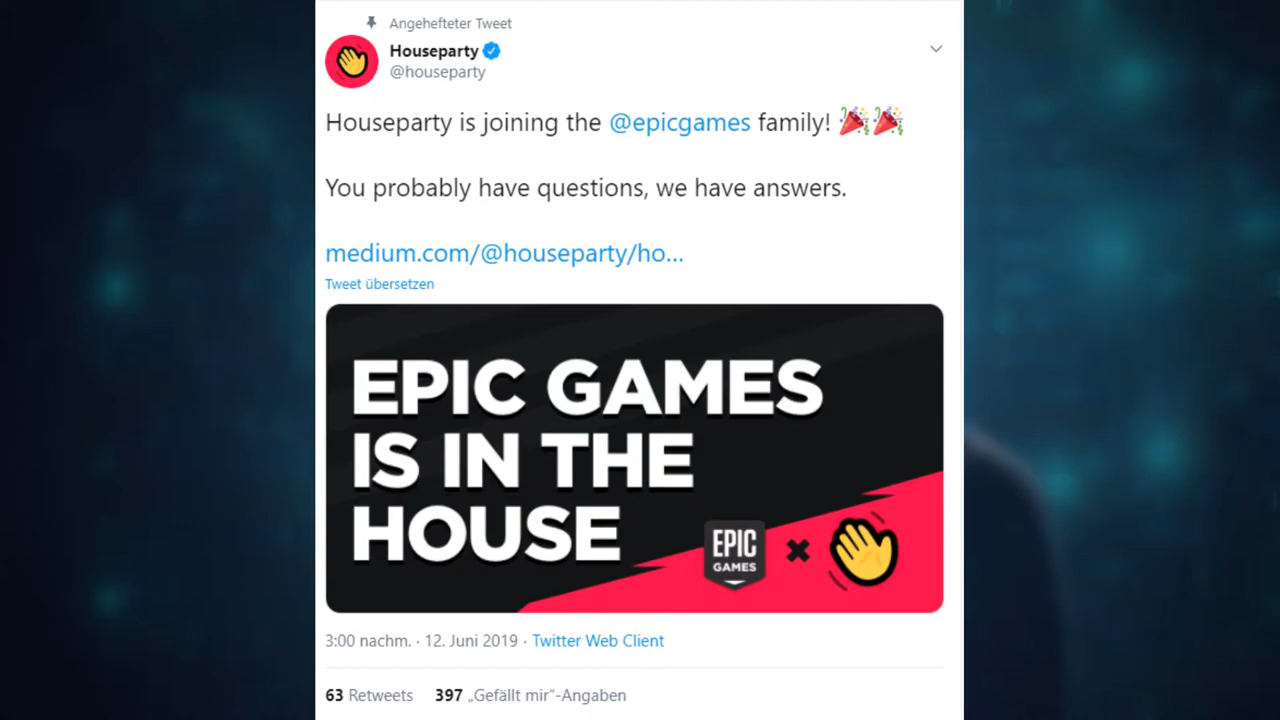 Angehefteter Tweet
Houseparty
@houseparty
Houseparty is joining the @epicgames family! 🎉🎉
You probably have questions, we have answers.
medium.com/@houseparty/ho...
Tweet übersetzen
EPIC GAMES
IS IN THE
HOUSE
EPIC
GAMES
3:00 nachm. · 12. Juni 2019 · Twitter Web Client
63 Retweets 397 „Gefällt mir“-Angaben